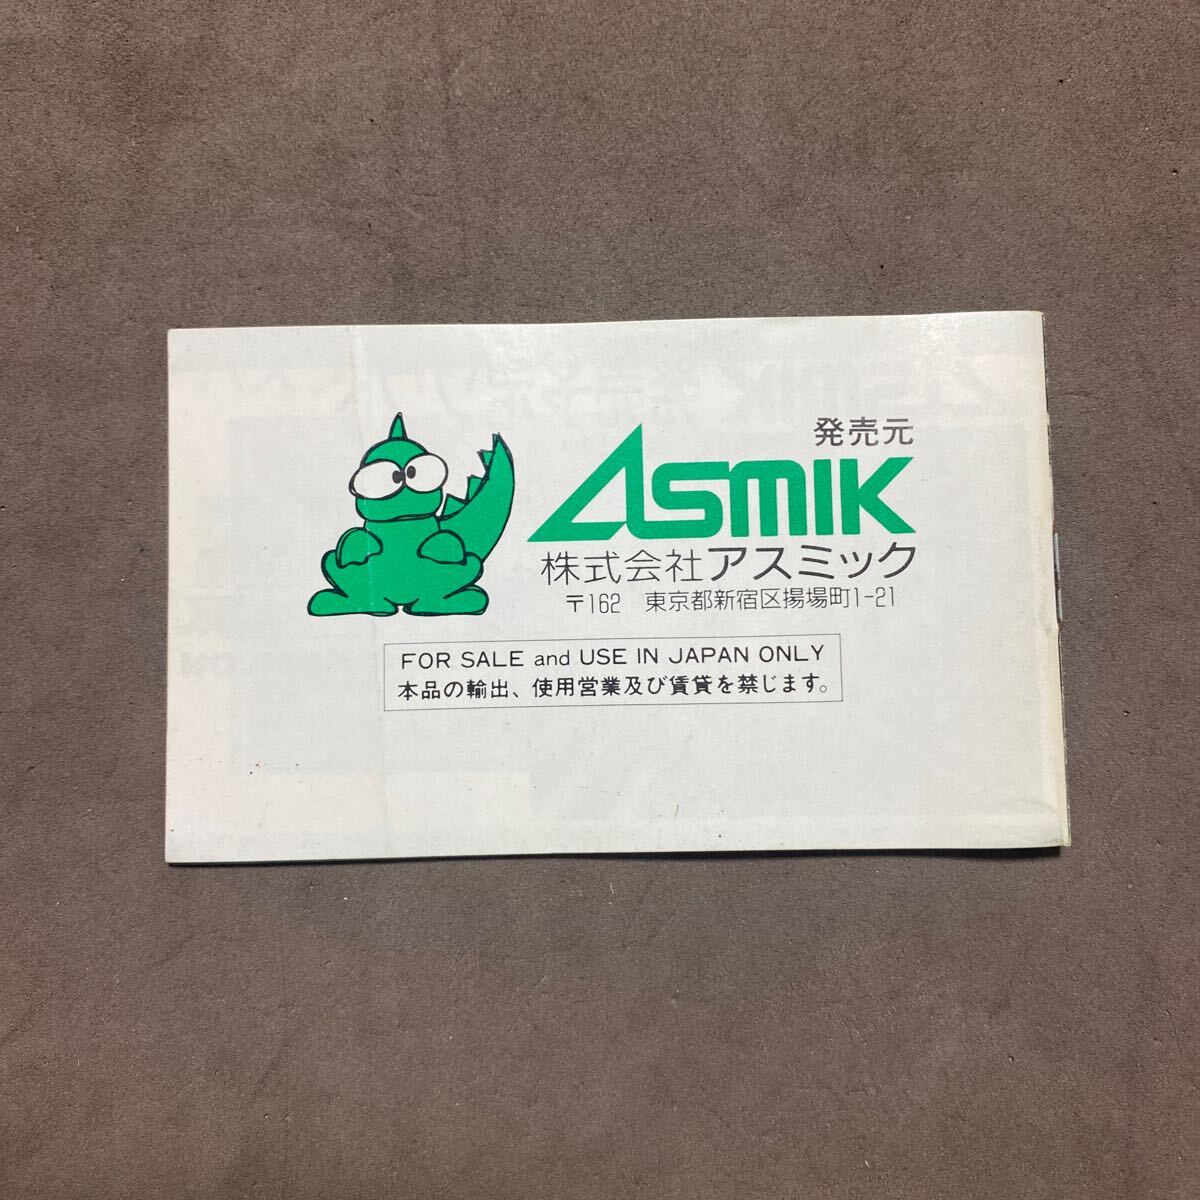 発売元
ASMIK
株式会社アスミック
〒162 東京都新宿区揚場町1-21
FOR SALE and USE IN JAPAN ONLY
本品の輸出、使用営業及び賃貸を禁じます。